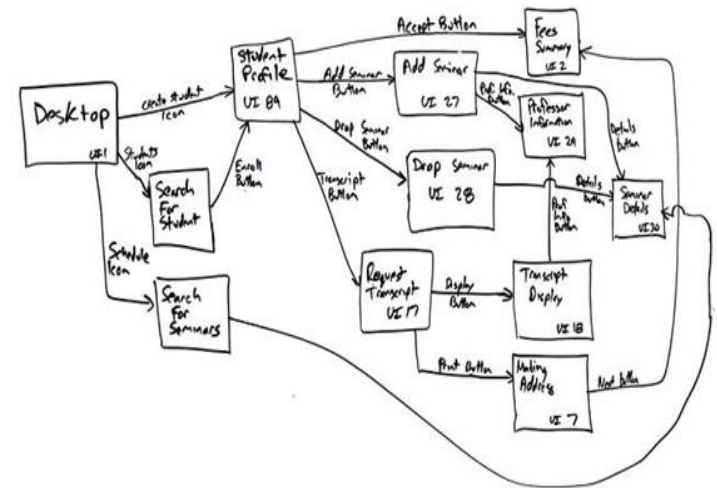 Desktop
UI 1
Create Student
Icon
Students
Icon
Schedule
Icon
Search
For
Student
Enroll
Button
Search
For
Seminars
Student
Profile
UI 89
Accept Button
Add Seminar
Button
Drop Seminar
Button
Transcript
Button
Add Seminar
UI 27
Prof. Info.
Button
Details
Button
Fees
Summary
UI 2
Professor
Information
UI 29
Drop Seminar
UI 28
Details
Button
Seminar
Details
UI 30
Prof
Info
Button
Request
Transcript
UI 17
Display
Button
Transcript
Display
UI 18
Print Button
Mailing
Address
UI 7
Next Button